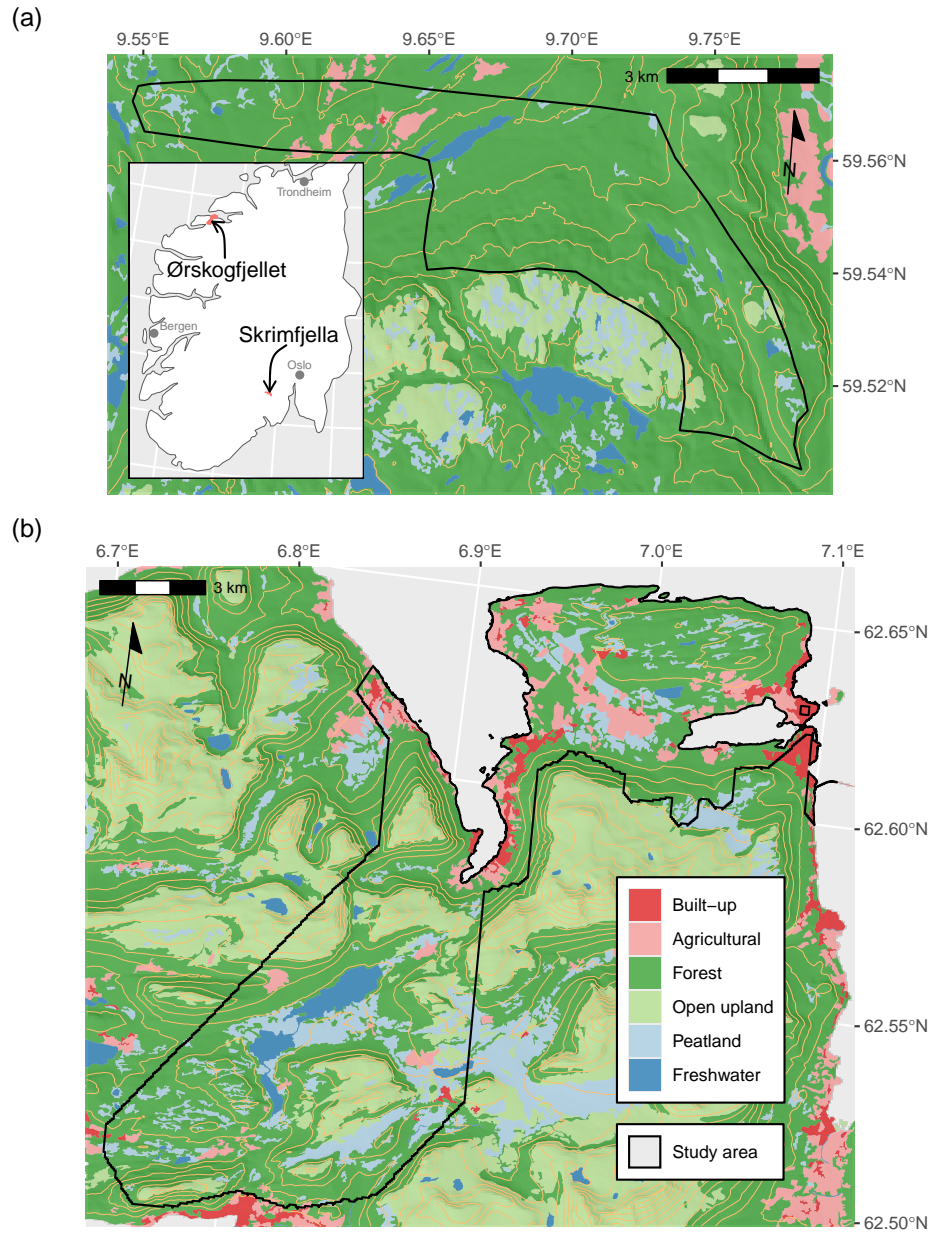 (a)
9.55°E 9.60°E 9.65°E 9.70°E 9.75°E
3 km
N
59.56°N
59.54°N
59.52°N
Trondheim
Ørskogfjellet
Bergen
Skrimfjella
Oslo
(b)
6.7°E 6.8°E 6.9°E 7.0°E 7.1°E
3 km
N
62.65°N
62.60°N
62.55°N
62.50°N
Built−up
Agricultural
Forest
Open upland
Peatland
Freshwater
Study area